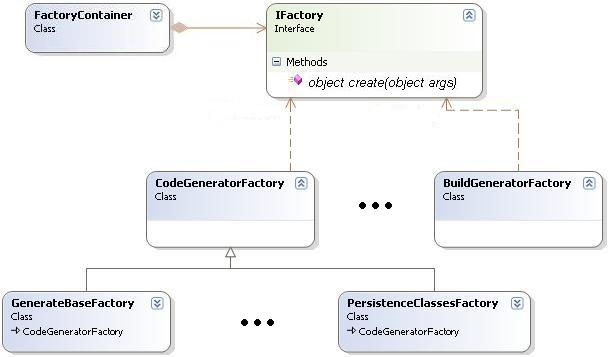 FactoryContainer
Class
IFactory
Interface
Methods
object create(object args)
CodeGeneratorFactory
Class
BuildGeneratorFactory
Class
GenerateBaseFactory
Class
CodeGeneratorFactory
PersistenceClassesFactory
Class
CodeGeneratorFactory